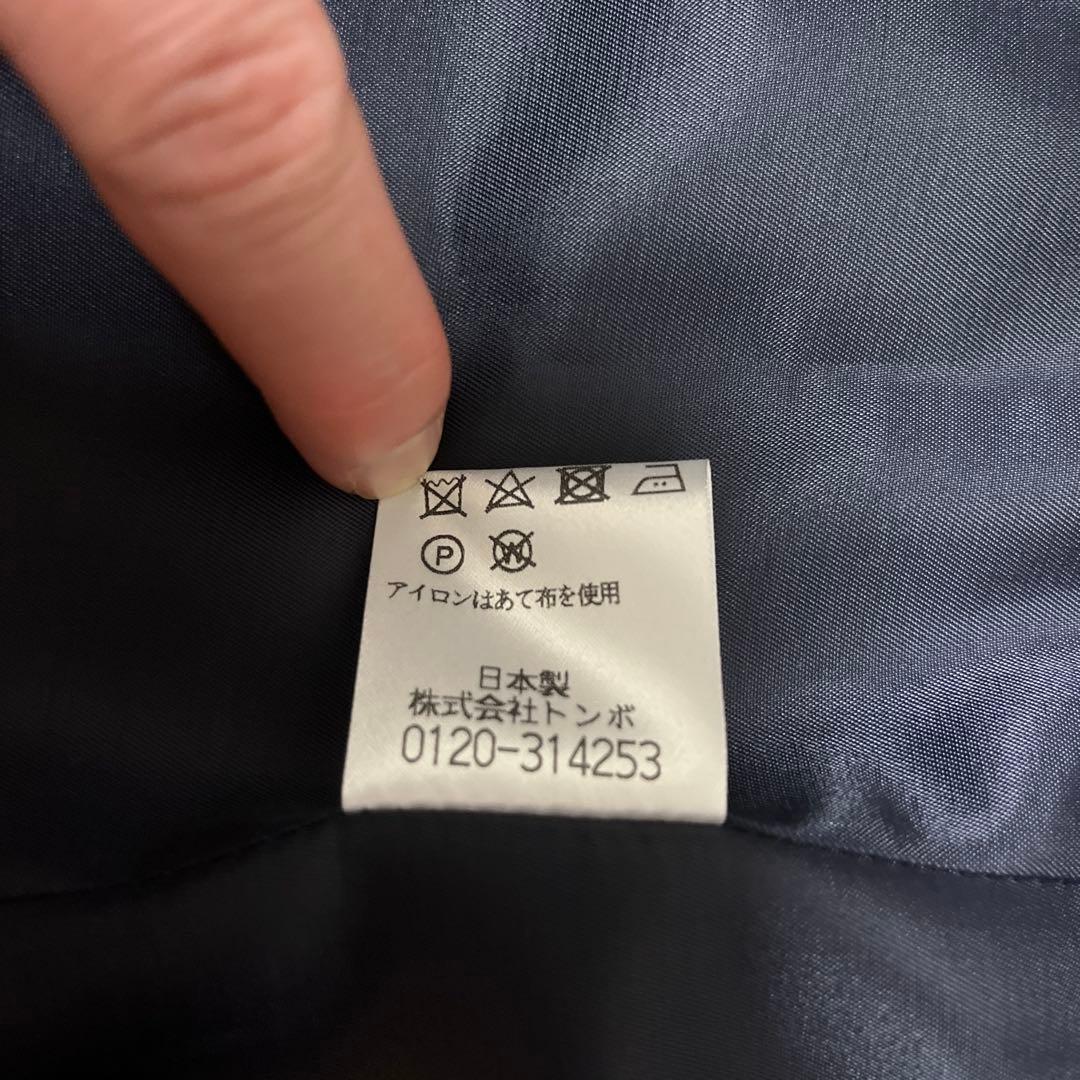 P W
アイロンはあて布を使用
日本製
株式会社トンボ
0120-314253